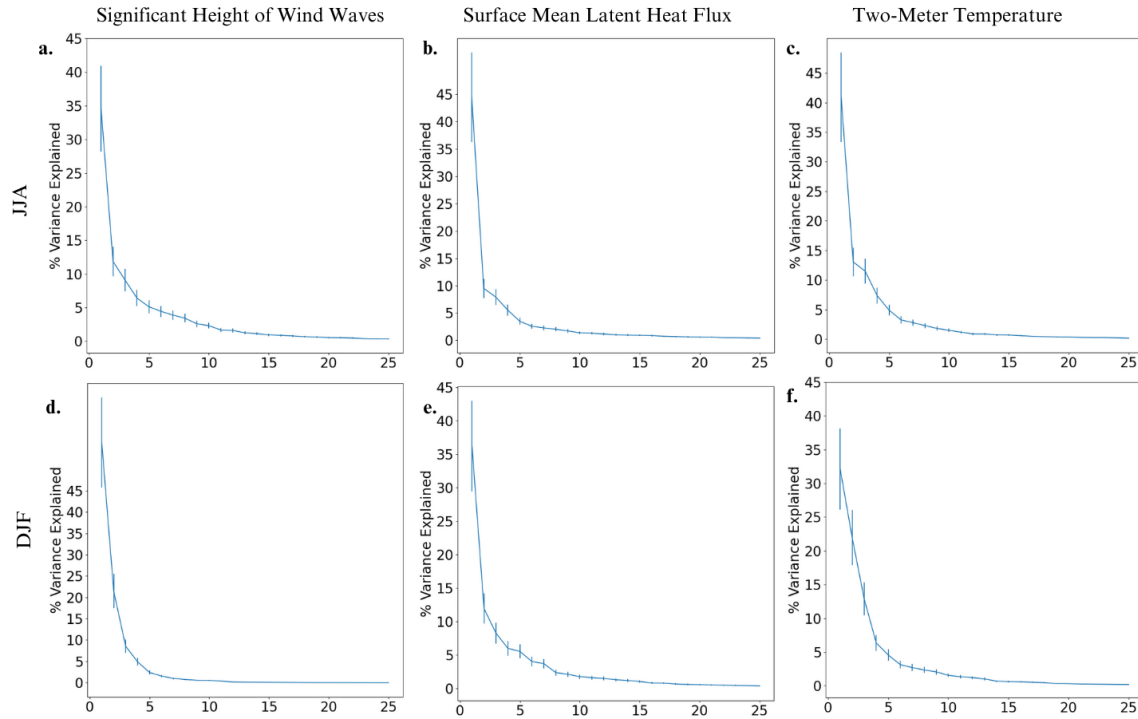 Significant Height of Wind Waves Surface Mean Latent Heat Flux Two-Meter Temperature
JJA
a.
% Variance Explained
45
40
35
30
25
20
15
10
5
0
0 5 10 15 20 25
b.
% Variance Explained
45
40
35
30
25
20
15
10
5
0
0 5 10 15 20 25
c.
% Variance Explained
45
40
35
30
25
20
15
10
5
0
0 5 10 15 20 25
DJF
d.
% Variance Explained
45
40
35
30
25
20
15
10
5
0
0 5 10 15 20 25
e.
% Variance Explained
45
40
35
30
25
20
15
10
5
0
0 5 10 15 20 25
f.
% Variance Explained
45
40
35
30
25
20
15
10
5
0
0 5 10 15 20 25